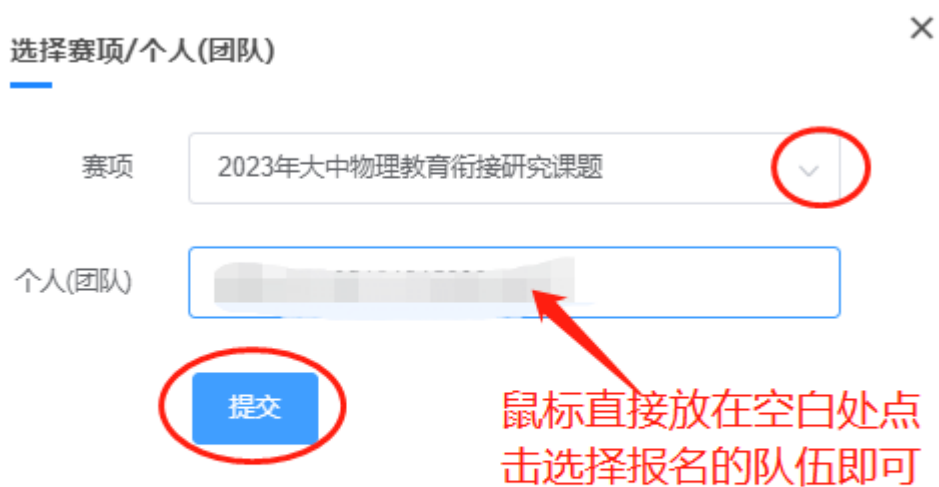 选择赛项/个人(团队)
赛项
2023年大中物理教育衔接研究课题
个人(团队)
提交
鼠标直接放在空白处点
击选择报名的队伍即可